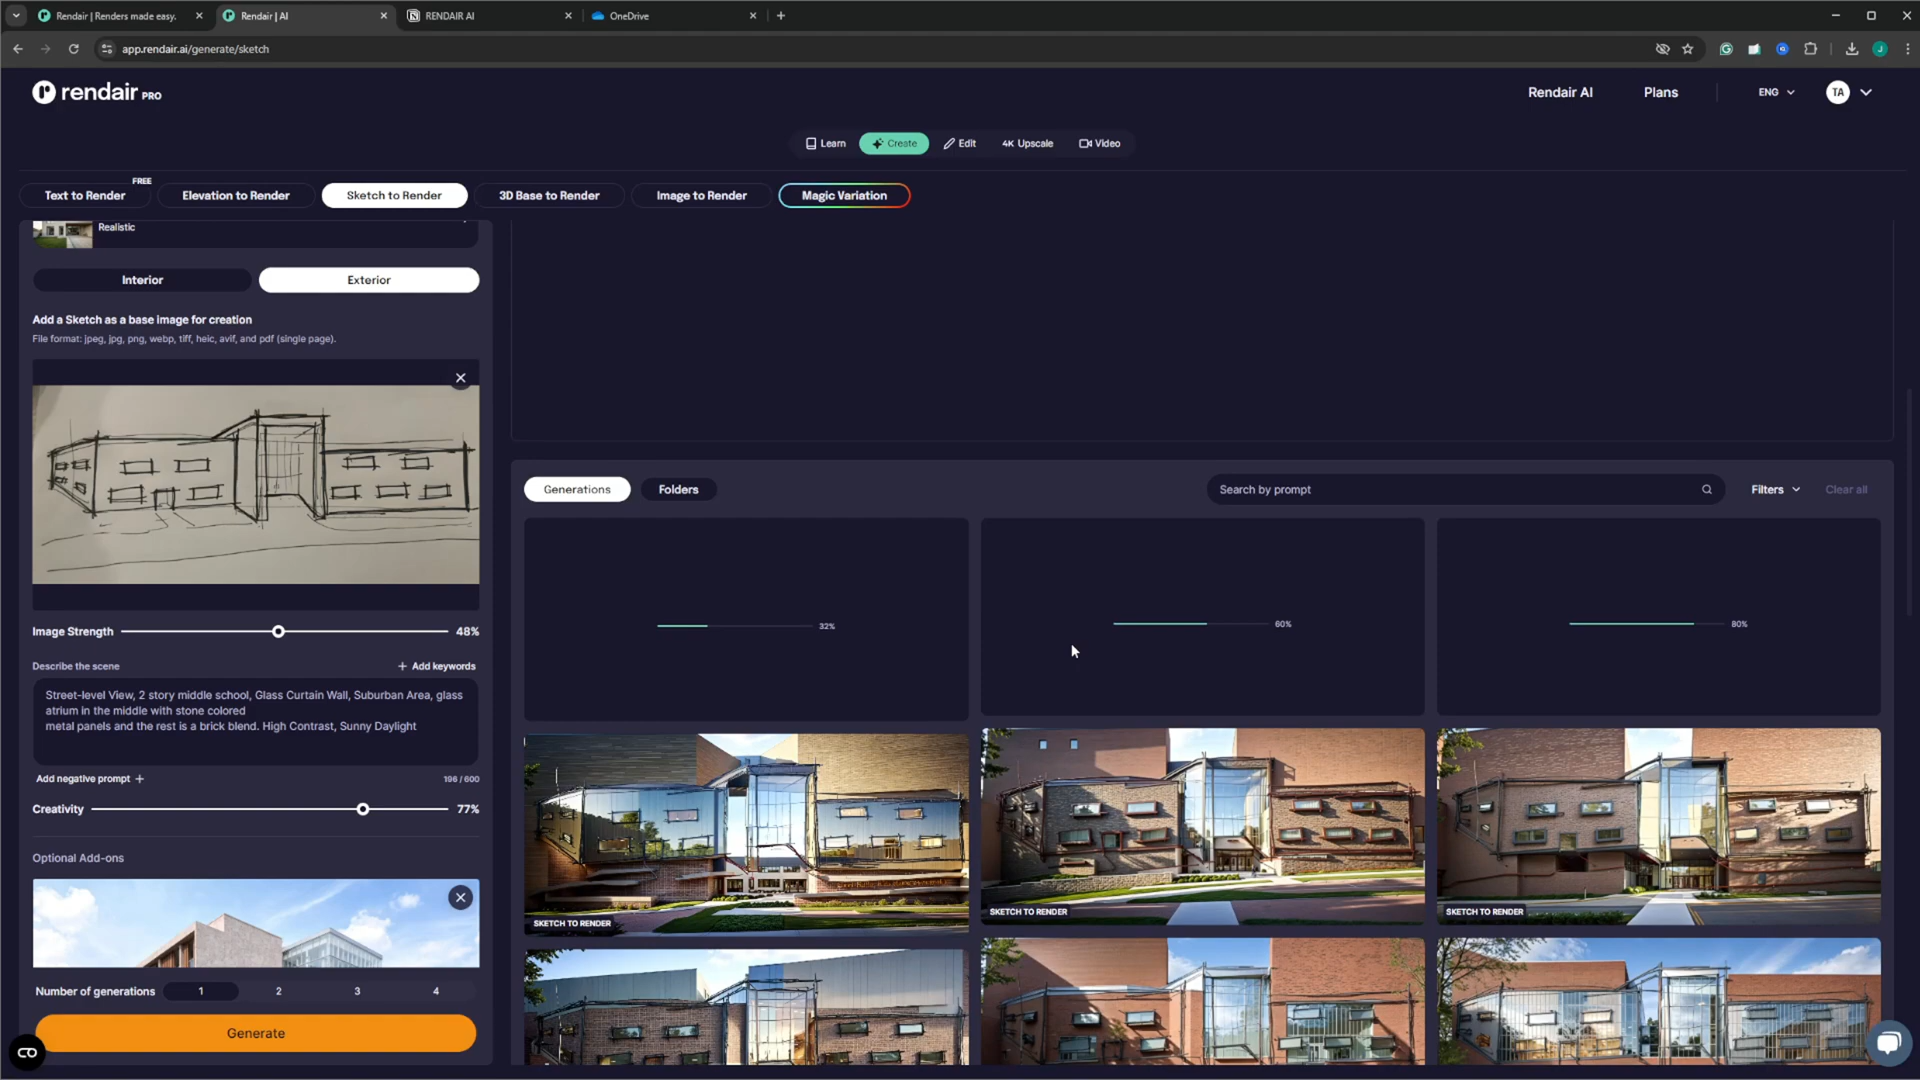 Rendair | Renders made easy.
Rendair | AI
RENDAIR AI
OneDrive
app.rendair.ai/generate/sketch
J
rendair PRO
Rendair AI
Plans
ENG
TA
Learn
Create
Edit
4K Upscale
Video
Text to Render
FREE
Elevation to Render
Sketch to Render
3D Base to Render
Image to Render
Magic Variation
Realistic
Interior
Exterior
Add a Sketch as a base image for creation
File format: jpeg, jpg, png, webp, tiff, heic, avif, and pdf (single page).
Image Strength
48%
Describe the scene
+ Add keywords
Street-level View, 2 story middle school, Glass Curtain Wall, Suburban Area, glass
atrium in the middle with stone colored
metal panels and the rest is a brick blend. High Contrast, Sunny Daylight
Add negative prompt +
196 / 600
Creativity
77%
Optional Add-ons
Number of generations
1
2
3
4
Generate
Generations
Folders
Search by prompt
Filters
Clear all
32%
60%
80%
SKETCH TO RENDER
SKETCH TO RENDER
SKETCH TO RENDER